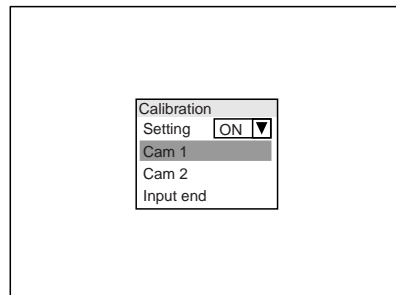 Calibration
Setting ON ▼
Cam 1
Cam 2
Input end